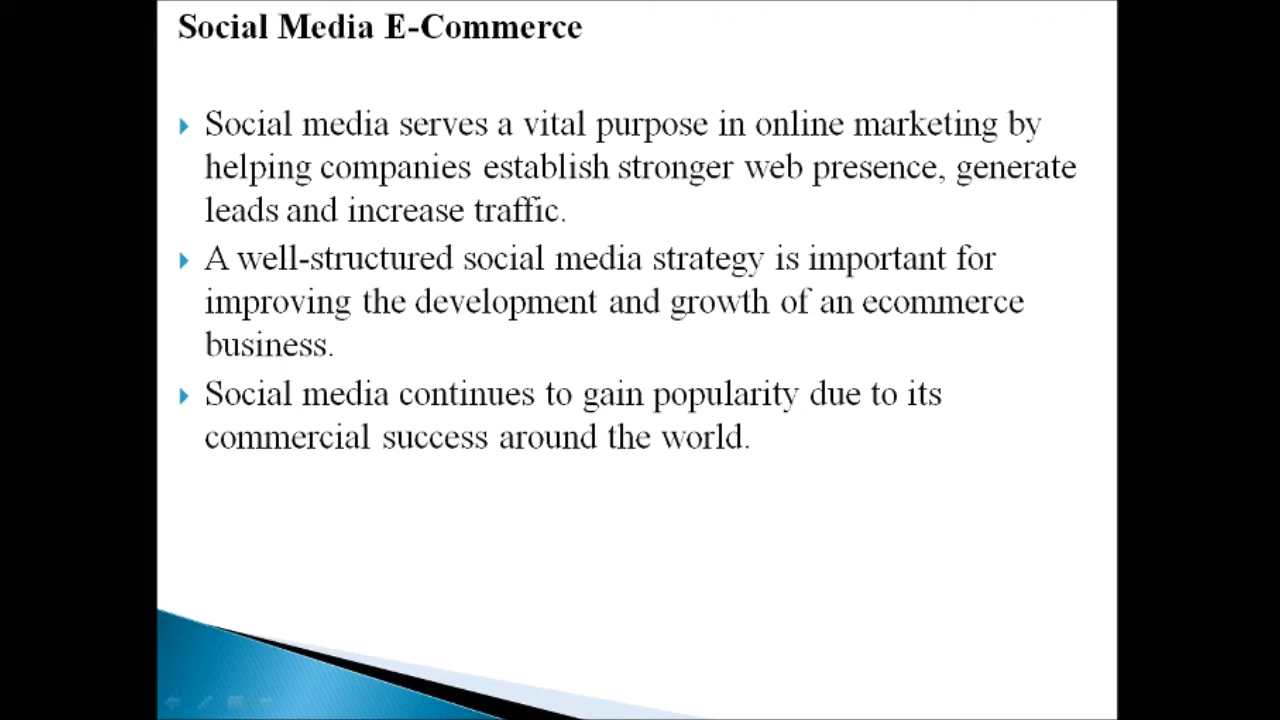 Social Media E-Commerce
Social media serves a vital purpose in online marketing by
helping companies establish stronger web presence, generate
leads and increase traffic.
A well-structured social media strategy is important for
improving the development and growth of an ecommerce
business.
Social media continues to gain popularity due to its
commercial success around the world.